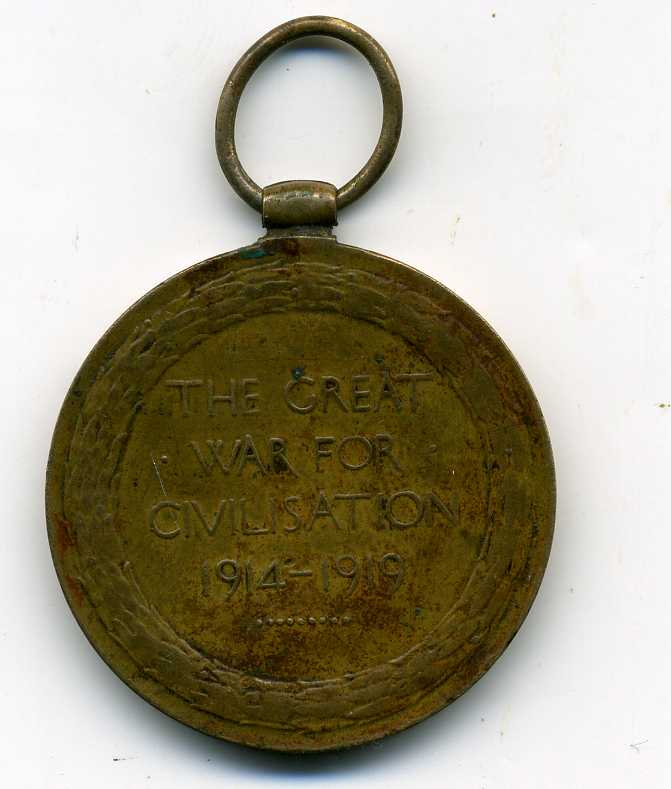 THE GREAT
· WAR FOR ·
CIVILISATION
1914-1919